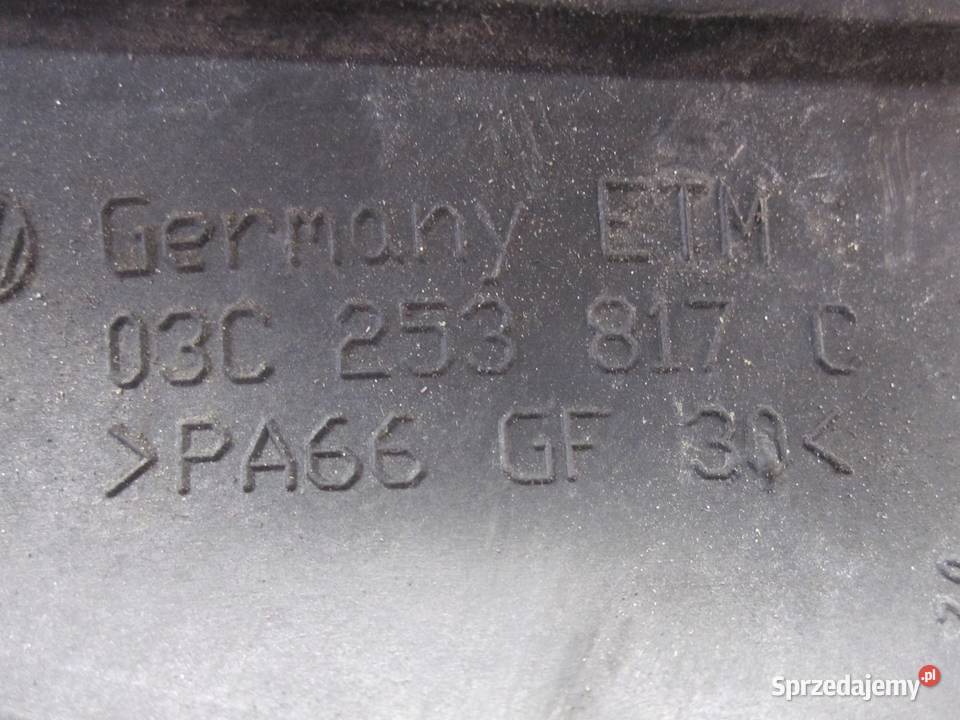 Germany ETM
03C 253 817 C
>PA66 GF 30<
Sprzedajemy.pl